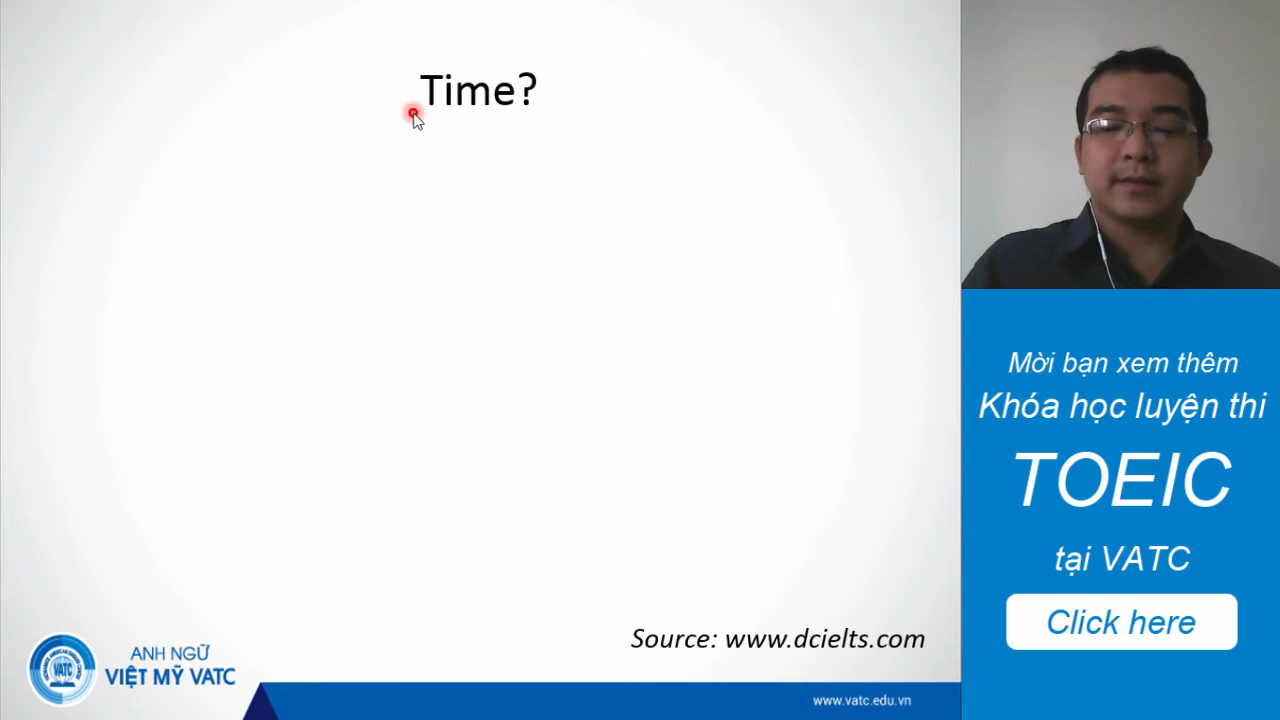 Time?
Source: www.dcielts.com
ANH NGỮ
VIỆT MỸ VATC
VATC
www.vatc.edu.vn
Mời bạn xem thêm
Khóa học luyện thi
TOEIC
tại VATC
Click here